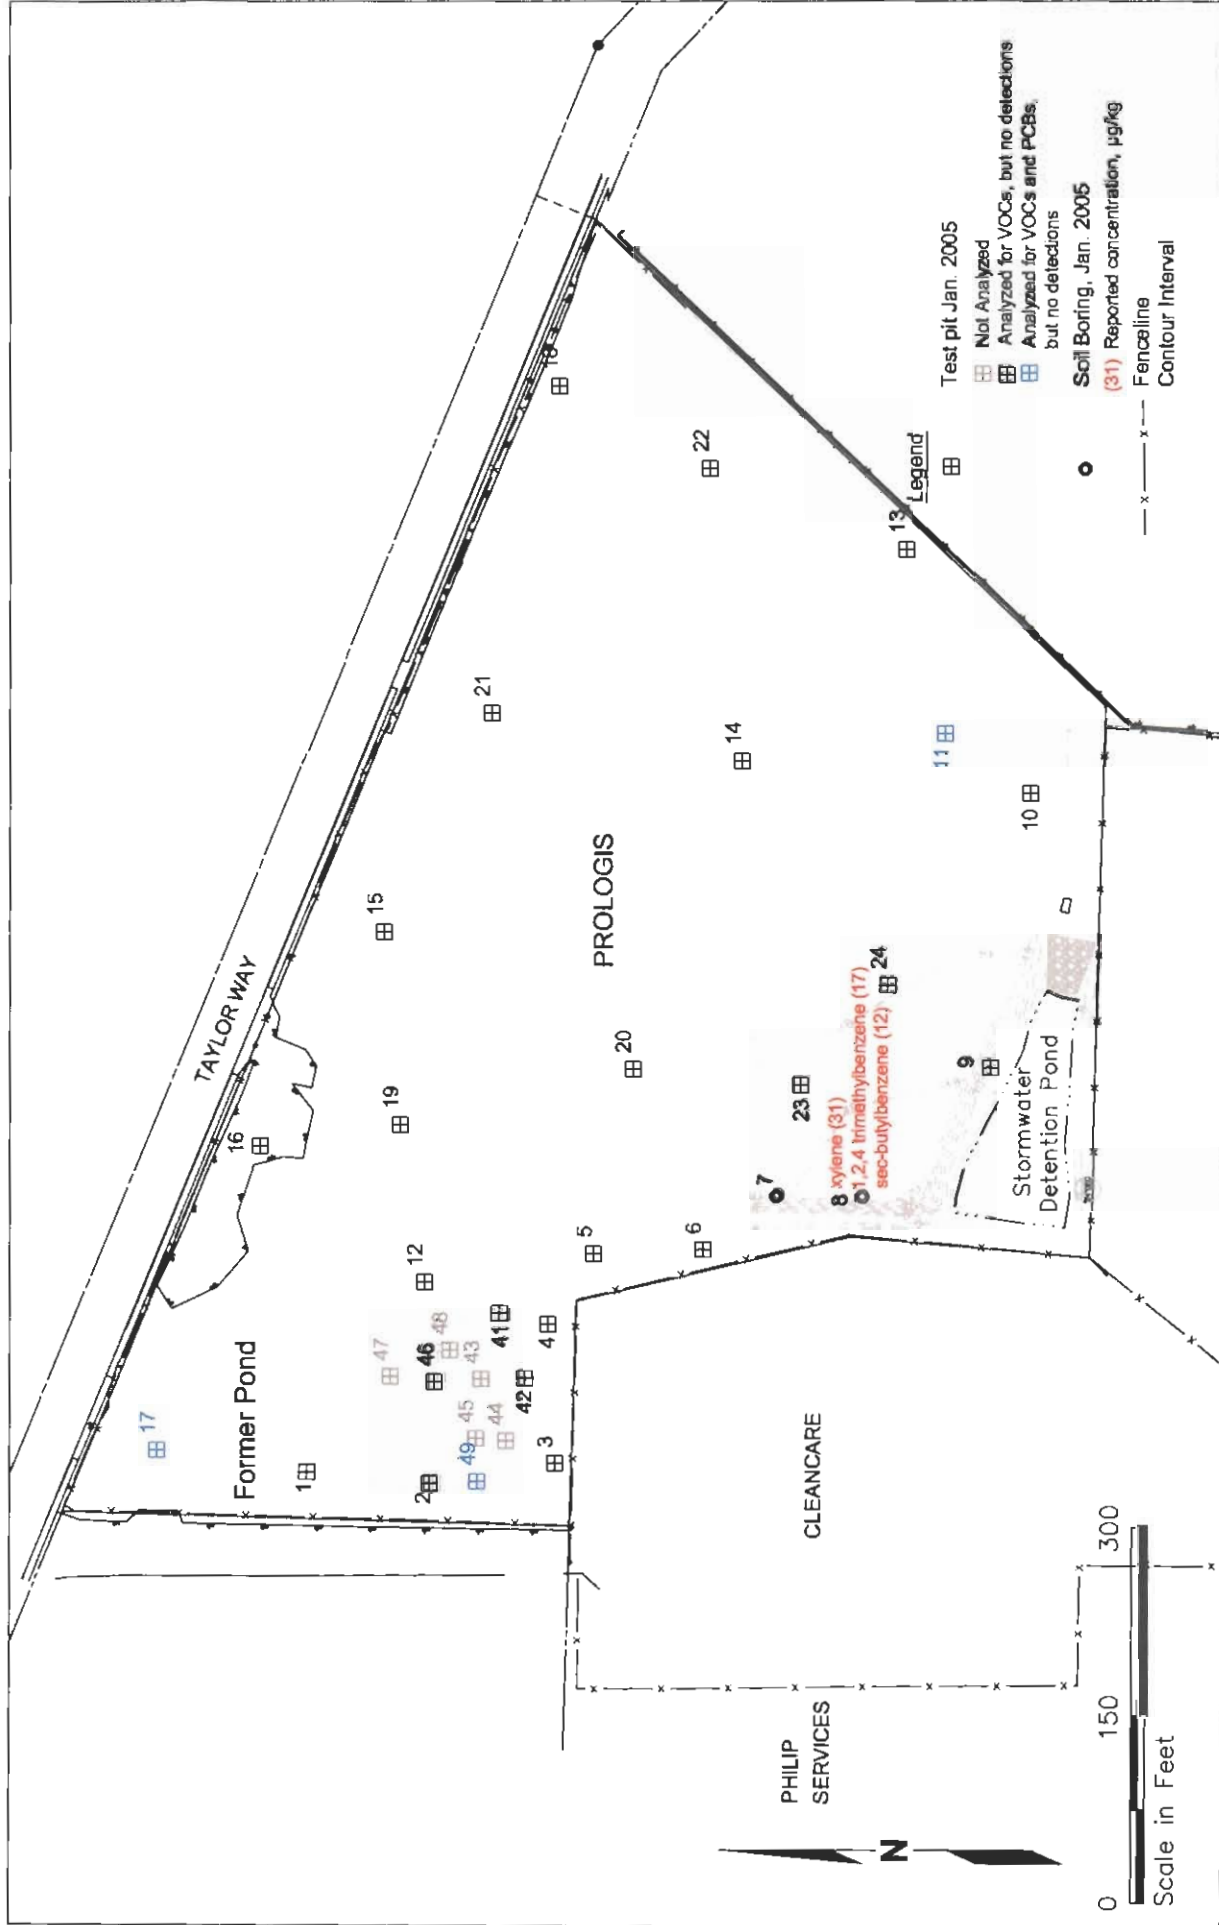 TAYLOR WAY
Former Pond
17
1
2
3
47
46
48
45
43
49
44
42
41
4
12
5
6
16
19
15
20
21
18
22
14
13
11
10
PROLOGIS
7
8
xylene (31)
1,2,4 trimethylbenzene (17)
sec-butylbenzene (12)
23
24
9
Stormwater
Detention Pond
CLEANCARE
PHILIP
SERVICES
N
0 150 300
Scale in Feet
Legend
Test pit Jan. 2005
Not Analyzed
Analyzed for VOCs, but no detections
Analyzed for VOCs and PCBs,
but no detections
Soil Boring, Jan. 2005
(31) Reported concentration, µg/kg
Fenceline
Contour Interval